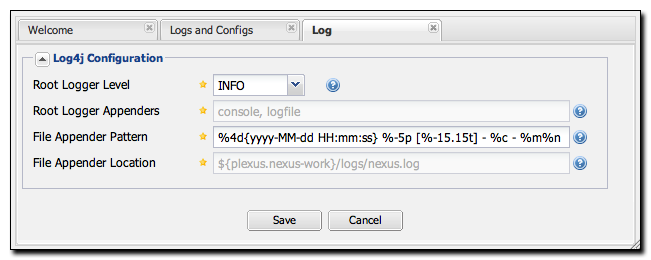 Welcome Logs and Configs Log
Log4j Configuration
Root Logger Level INFO
Root Logger Appenders console, logfile
File Appender Pattern %4d{yyyy-MM-dd HH:mm:ss} %-5p [%-15.15t] - %c - %m%n
File Appender Location ${plexus.nexus-work}/logs/nexus.log
Save Cancel